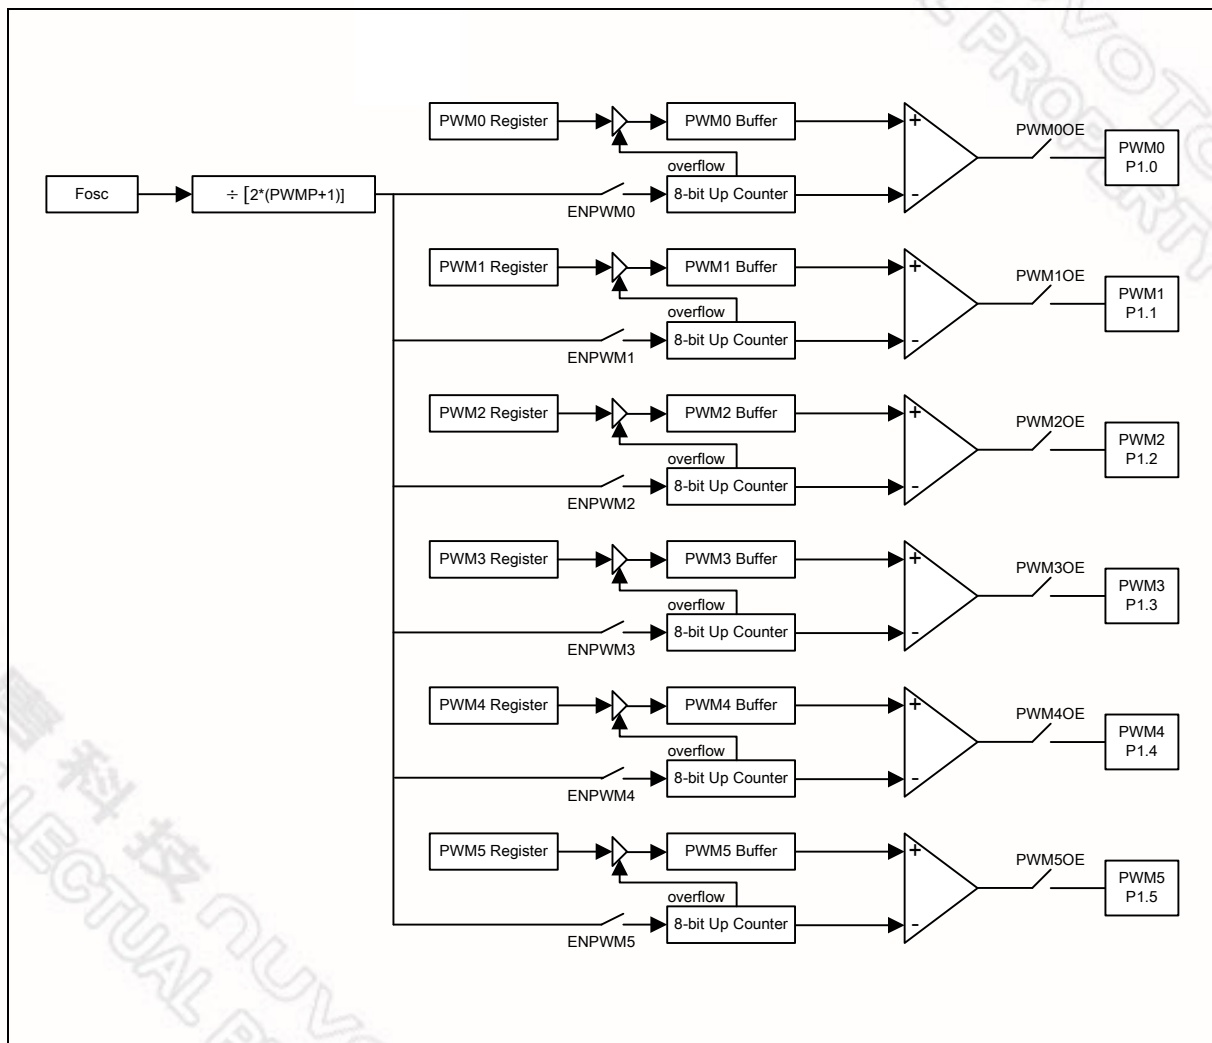 PWM0 Register
PWM0 Buffer
overflow
8-bit Up Counter
ENPWM0
+
-
PWM0OE
PWM0
P1.0
Fosc
÷ [2*(PWMP+1)]
PWM1 Register
PWM1 Buffer
overflow
8-bit Up Counter
ENPWM1
+
-
PWM1OE
PWM1
P1.1
PWM2 Register
PWM2 Buffer
overflow
8-bit Up Counter
ENPWM2
+
-
PWM2OE
PWM2
P1.2
PWM3 Register
PWM3 Buffer
overflow
8-bit Up Counter
ENPWM3
+
-
PWM3OE
PWM3
P1.3
PWM4 Register
PWM4 Buffer
overflow
8-bit Up Counter
ENPWM4
+
-
PWM4OE
PWM4
P1.4
PWM5 Register
PWM5 Buffer
overflow
8-bit Up Counter
ENPWM5
+
-
PWM5OE
PWM5
P1.5
科技 nuvo